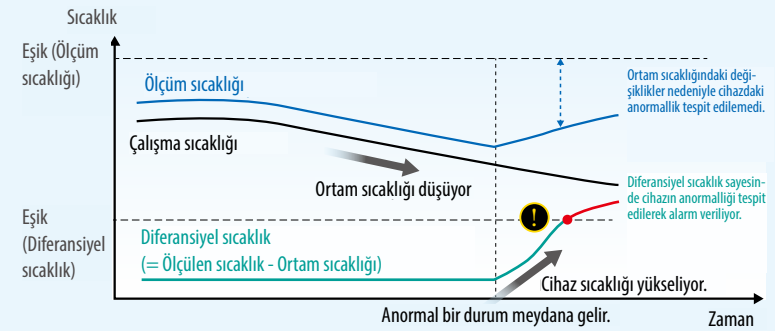 Sıcaklık
Eşik (Ölçüm
sıcaklığı)
Ölçüm sıcaklığı
Ortam sıcaklığındaki deği-
şiklikler nedeniyle cihazdaki
anormallik tespit edilemedi.
Çalışma sıcaklığı
Ortam sıcaklığı düşüyor
Diferansiyel sıcaklık sayesin-
de cihazın anormalliği tespit
edilerek alarm veriliyor.
Eşik
(Diferansiyel
sıcaklık)
!
Diferansiyel sıcaklık
(= Ölçülen sıcaklık - Ortam sıcaklığı)
Cihaz sıcaklığı yükseliyor.
Anormal bir durum meydana gelir.
Zaman